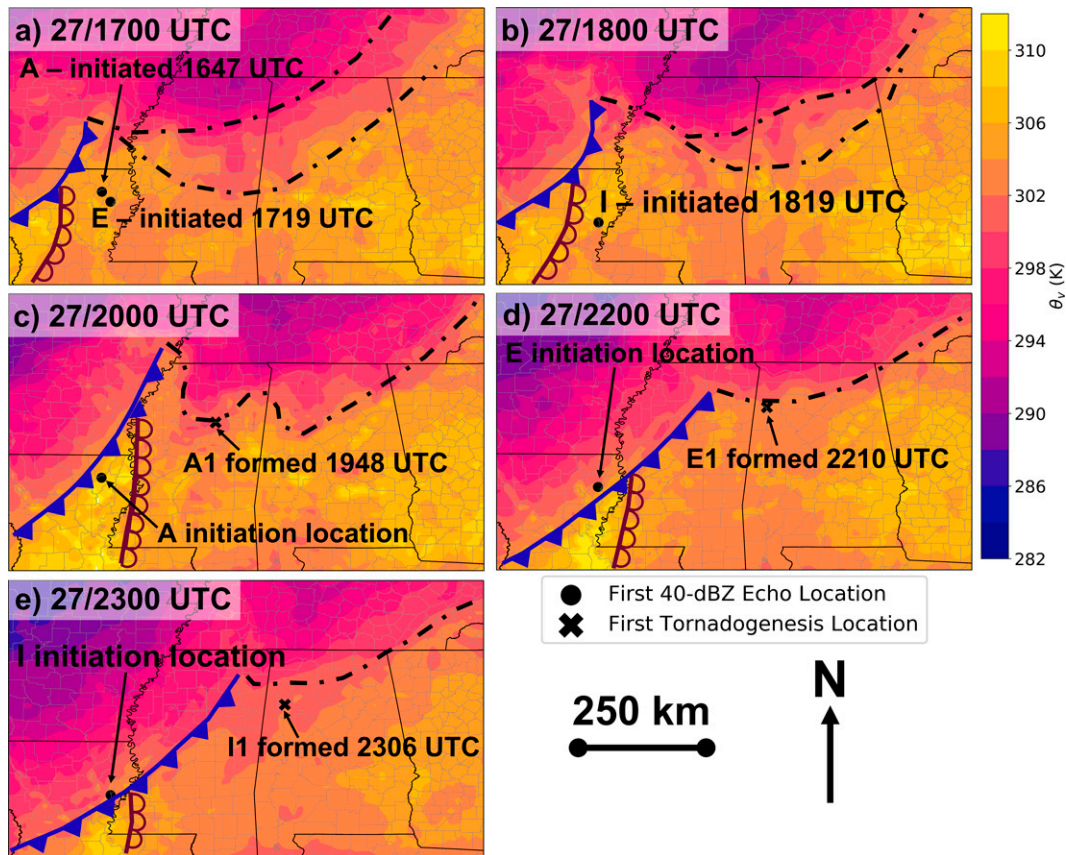 a) 27/1700 UTC
A – initiated 1647 UTC
E – initiated 1719 UTC
b) 27/1800 UTC
I – initiated 1819 UTC
c) 27/2000 UTC
A1 formed 1948 UTC
A initiation location
d) 27/2200 UTC
E initiation location
E1 formed 2210 UTC
e) 27/2300 UTC
I initiation location
I1 formed 2306 UTC
310
306
302
298
294
290
286
282
θv (K)
First 40-dBZ Echo Location
First Tornadogenesis Location
250 km
N